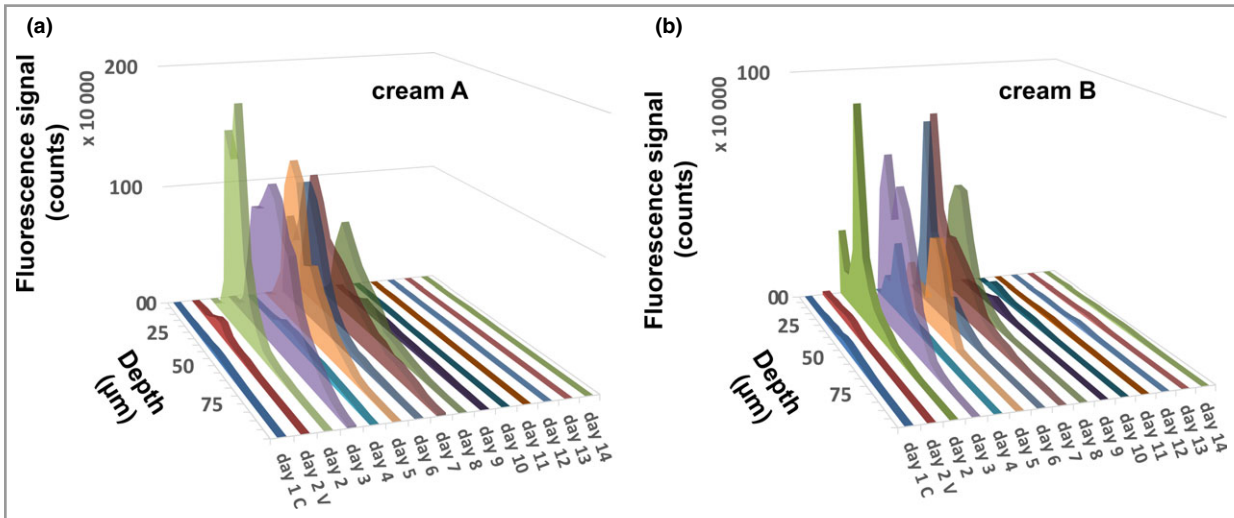 (a)
Fluorescence signal
(counts)
x 10 000
200
100
00
25
50
75
Depth
(µm)
cream A
day 1 C
day 2 V
day 2
day 3
day 4
day 5
day 6
day 7
day 8
day 9
day 10
day 11
day 12
day 13
day 14
(b)
Fluorescence signal
(counts)
x 10 000
100
00
25
50
75
Depth
(µm)
cream B
day 1 C
day 2 V
day 2
day 3
day 4
day 5
day 6
day 7
day 8
day 9
day 10
day 11
day 12
day 13
day 14